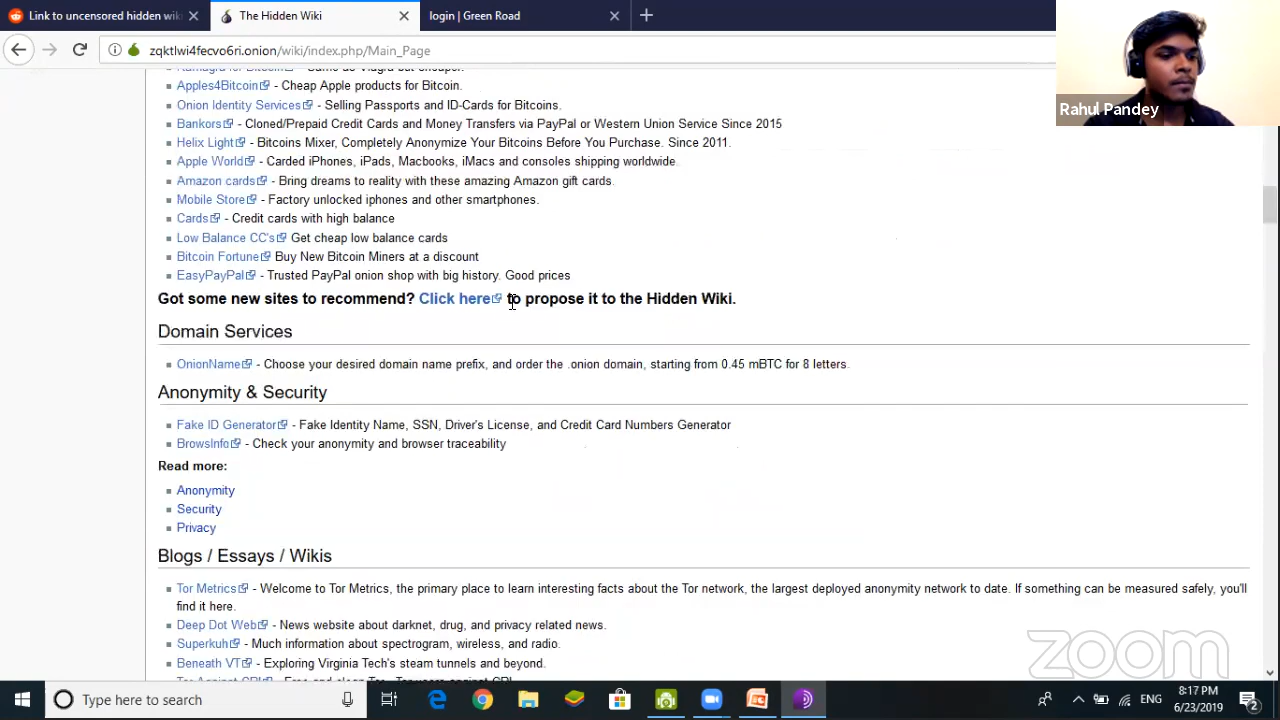 Link to uncensored hidden wiki
The Hidden Wiki
login | Green Road
zqktlwi4fecvo6ri.onion/wiki/index.php/Main_Page
Rahul Pandey
Apples4Bitcoin - Cheap Apple products for Bitcoin.
Onion Identity Services - Selling Passports and ID-Cards for Bitcoins.
Bankors - Cloned/Prepaid Credit Cards and Money Transfers via PayPal or Western Union Service Since 2015
Helix Light - Bitcoins Mixer, Completely Anonymize Your Bitcoins Before You Purchase. Since 2011.
Apple World - Carded iPhones, iPads, Macbooks, iMacs and consoles shipping worldwide.
Amazon cards - Bring dreams to reality with these amazing Amazon gift cards.
Mobile Store - Factory unlocked iphones and other smartphones.
Cards - Credit cards with high balance
Low Balance CC's Get cheap low balance cards
Bitcoin Fortune Buy New Bitcoin Miners at a discount
EasyPayPal - Trusted PayPal onion shop with big history. Good prices
Got some new sites to recommend? Click here to propose it to the Hidden Wiki.
Domain Services
OnionName - Choose your desired domain name prefix, and order the .onion domain, starting from 0.45 mBTC for 8 letters.
Anonymity & Security
Fake ID Generator - Fake Identity Name, SSN, Driver's License, and Credit Card Numbers Generator
BrowsInfo - Check your anonymity and browser traceability
Read more:
Anonymity
Security
Privacy
Blogs / Essays / Wikis
Tor Metrics - Welcome to Tor Metrics, the primary place to learn interesting facts about the Tor network, the largest deployed anonymity network to date. If something can be measured safely, you'll
find it here.
Deep Dot Web - News website about darknet, drug, and privacy related news.
Superkuh - Much information about spectrogram, wireless, and radio.
Beneath VT - Exploring Virginia Tech's steam tunnels and beyond.
zoom
Type here to search
ENG
8:17 PM
6/23/2019
2